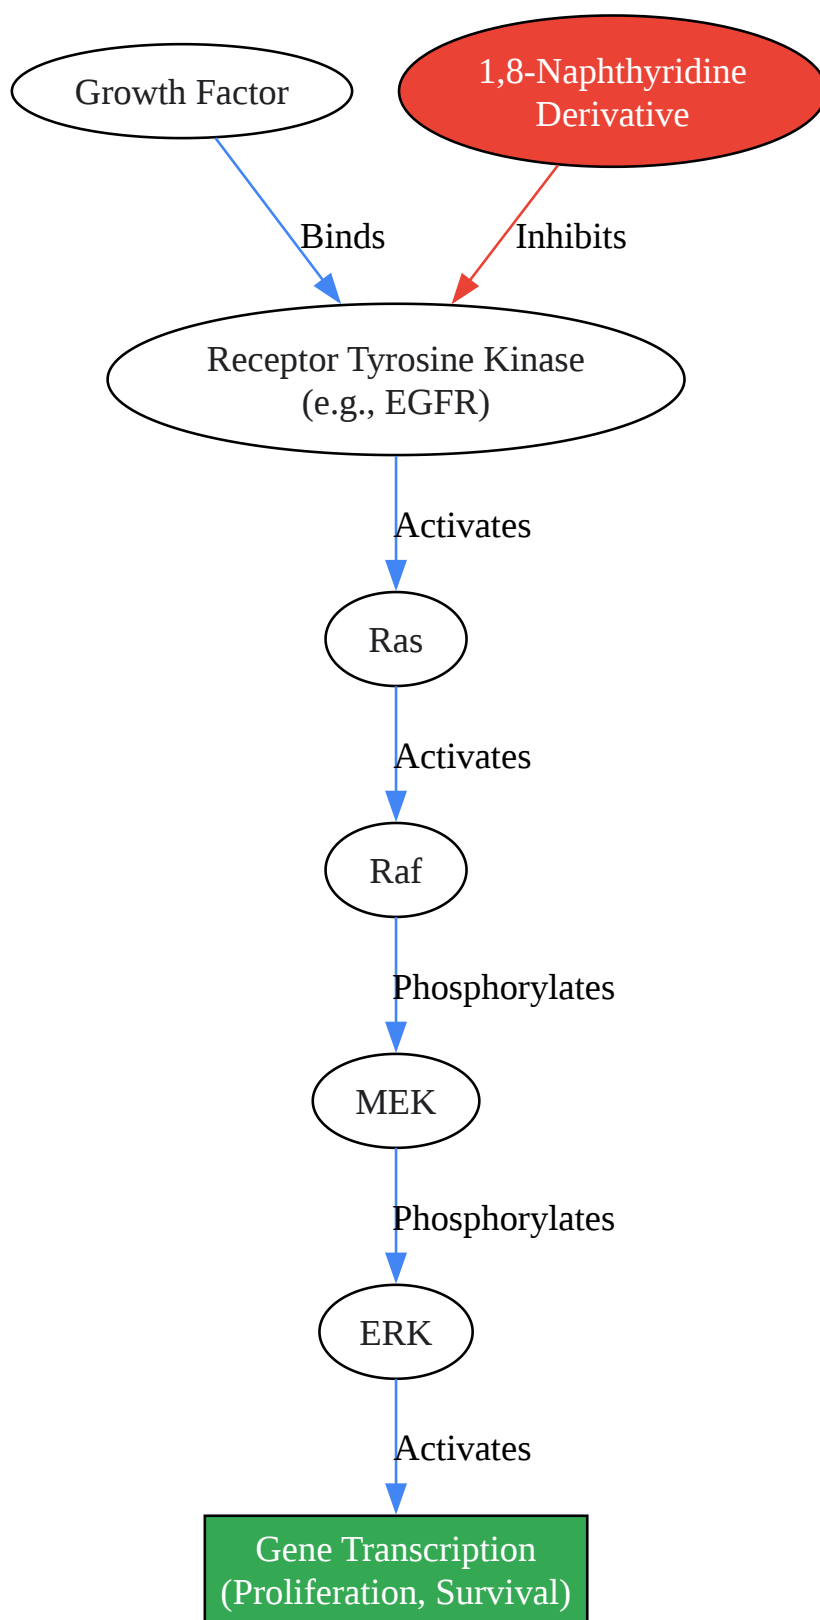 Growth Factor
1,8-Naphthyridine
Derivative
Binds
Inhibits
Receptor Tyrosine Kinase
(e.g., EGFR)
Activates
Ras
Activates
Raf
Phosphorylates
MEK
Phosphorylates
ERK
Activates
Gene Transcription
(Proliferation, Survival)